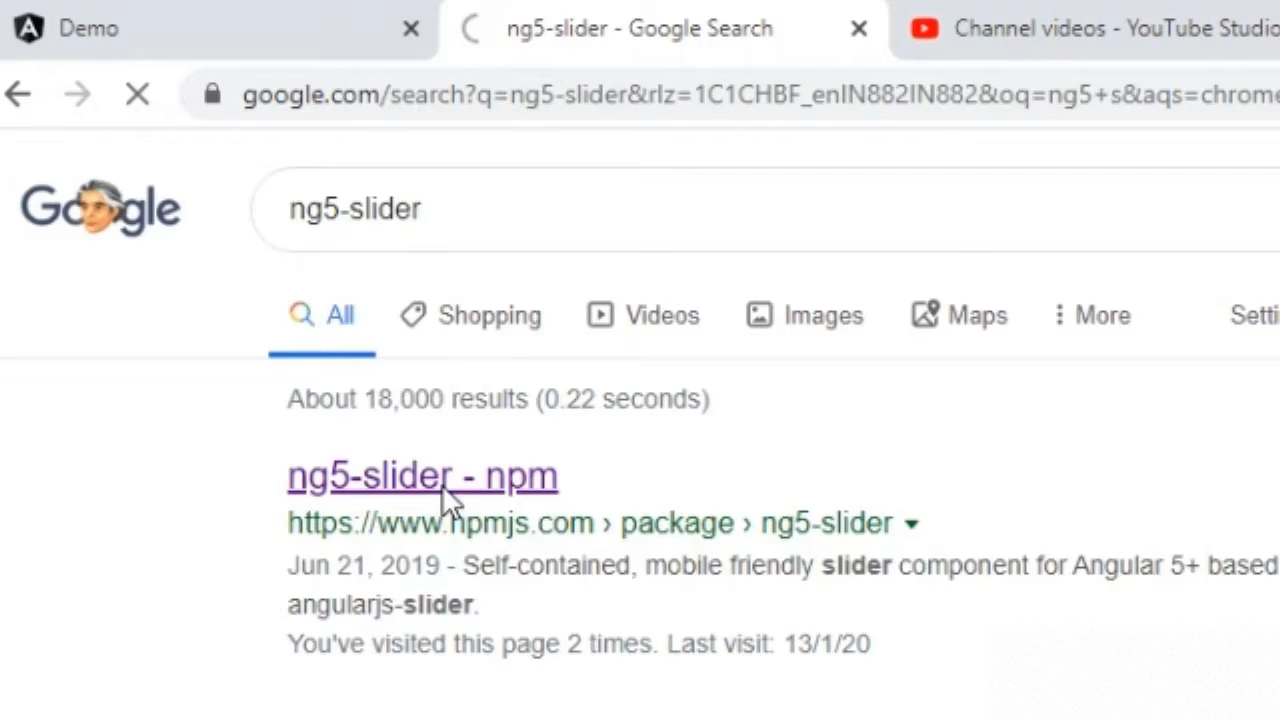 Demo
ng5-slider - Google Search
Channel videos - YouTube Studio
google.com/search?q=ng5-slider&rlz=1C1CHBF_enIN882IN882&oq=ng5+s&aqs=chrome
Google
ng5-slider
All
Shopping
Videos
Images
Maps
More
Setti
About 18,000 results (0.22 seconds)
ng5-slider - npm
https://www.npmjs.com › package › ng5-slider
Jun 21, 2019 - Self-contained, mobile friendly slider component for Angular 5+ based
angularjs-slider.
You've visited this page 2 times. Last visit: 13/1/20